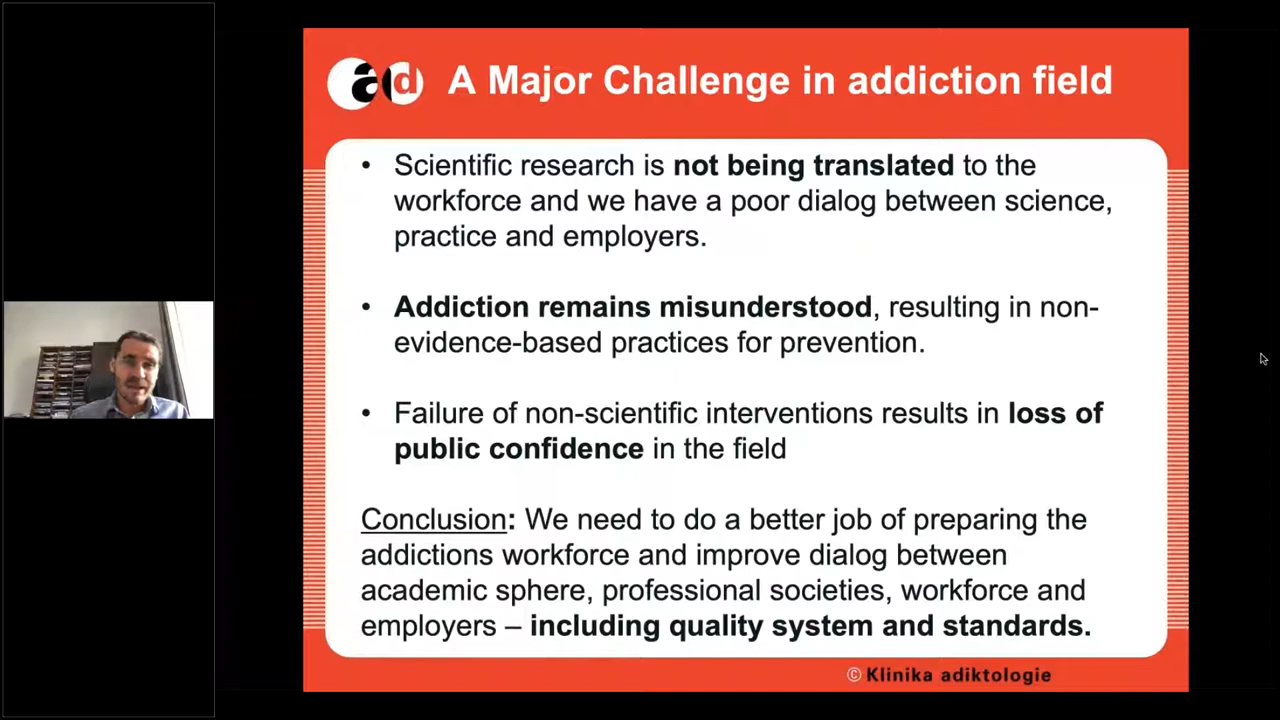 ad A Major Challenge in addiction field
• Scientific research is not being translated to the
workforce and we have a poor dialog between science,
practice and employers.
• Addiction remains misunderstood, resulting in non-
evidence-based practices for prevention.
• Failure of non-scientific interventions results in loss of
public confidence in the field
Conclusion: We need to do a better job of preparing the
addictions workforce and improve dialog between
academic sphere, professional societies, workforce and
employers – including quality system and standards.
© Klinika adiktologie